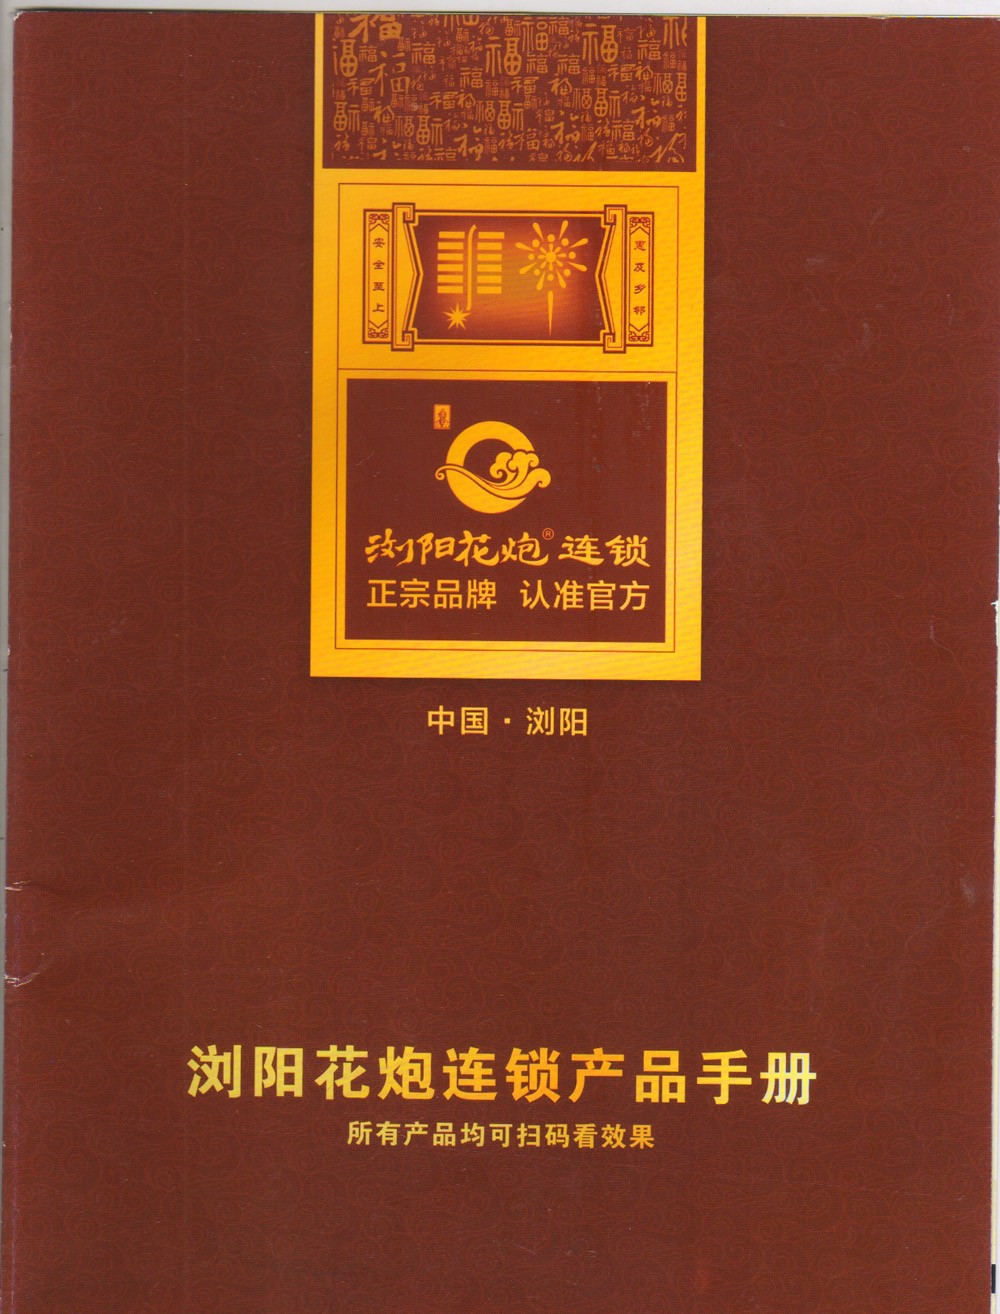 安全至上
惠及乡邻
浏阳花炮® 连锁
正宗品牌 认准官方
中国·浏阳
浏阳花炮连锁产品手册
所有产品均可扫码看效果